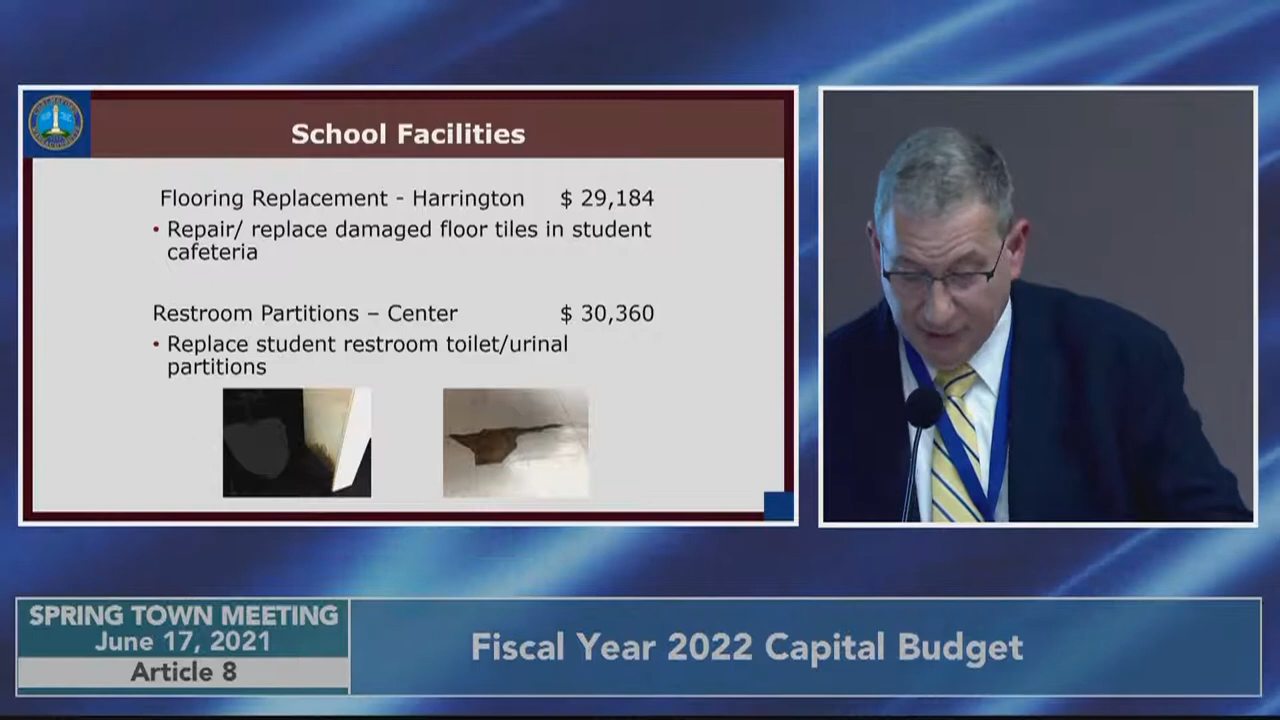 School Facilities
Flooring Replacement - Harrington $ 29,184
• Repair/ replace damaged floor tiles in student
cafeteria
Restroom Partitions – Center $ 30,360
• Replace student restroom toilet/urinal
partitions
SPRING TOWN MEETING
June 17, 2021
Article 8
Fiscal Year 2022 Capital Budget